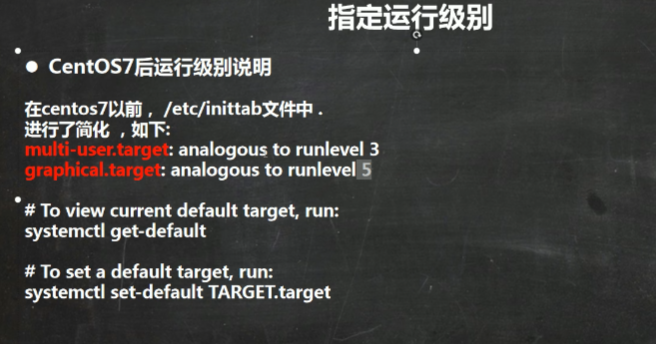 指定运行级别
● CentOS7后运行级别说明
在centos7以前 ，/etc/inittab文件中 .
进行了简化 ，如下:
multi-user.target: analogous to runlevel 3
graphical.target: analogous to runlevel 5
# To view current default target, run:
systemctl get-default
# To set a default target, run:
systemctl set-default TARGET.target